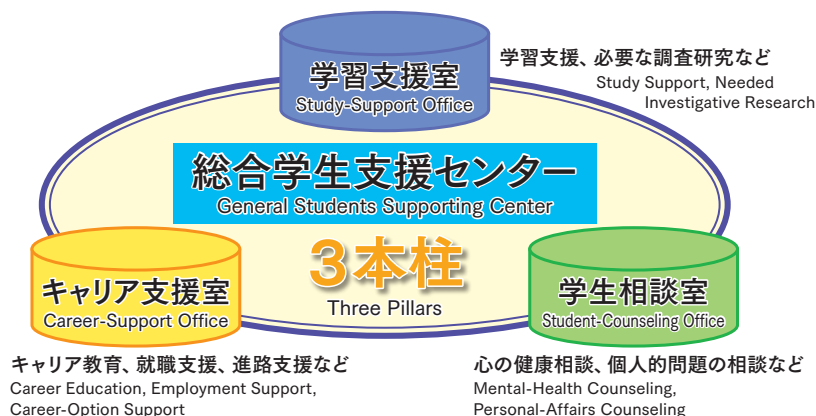 学習支援室
Study-Support Office
学習支援、必要な調査研究など
Study Support, Needed
Investigative Research
総合学生支援センター
General Students Supporting Center
3本柱
Three Pillars
キャリア支援室
Career-Support Office
学生相談室
Student-Counseling Office
キャリア教育、就職支援、進路支援など
Career Education, Employment Support,
Career-Option Support
心の健康相談、個人的問題の相談など
Mental-Health Counseling,
Personal-Affairs Counseling